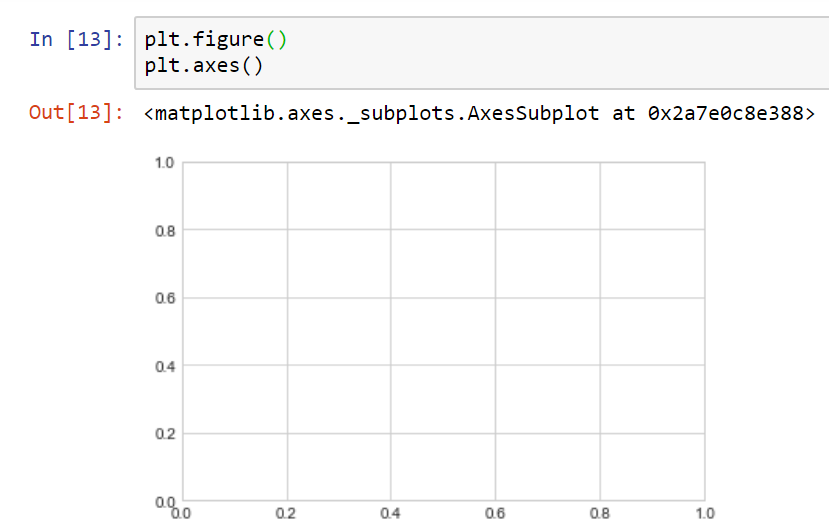 In [13]: plt.figure()
plt.axes()
Out[13]: <matplotlib.axes._subplots.AxesSubplot at 0x2a7e0c8e388>
1.0
0.8
0.6
0.4
0.2
0.0
0.0 0.2 0.4 0.6 0.8 1.0